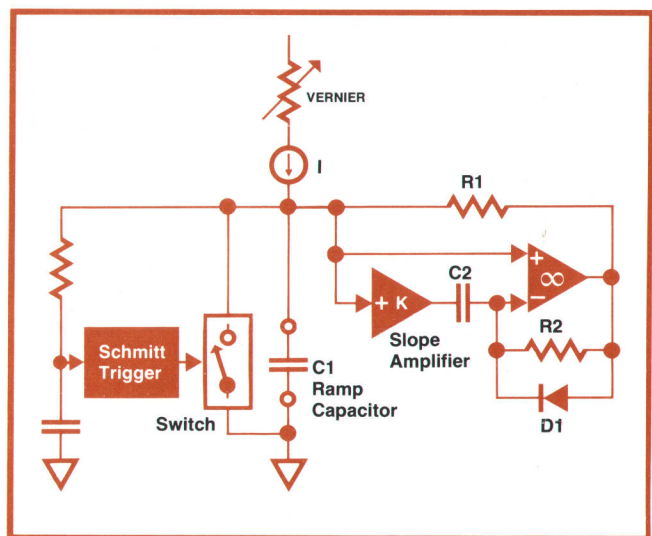 VERNIER
I
R1
+
∞
−
+ K
C2
Slope
Amplifier
R2
D1
Schmitt
Trigger
Switch
C1
Ramp
Capacitor